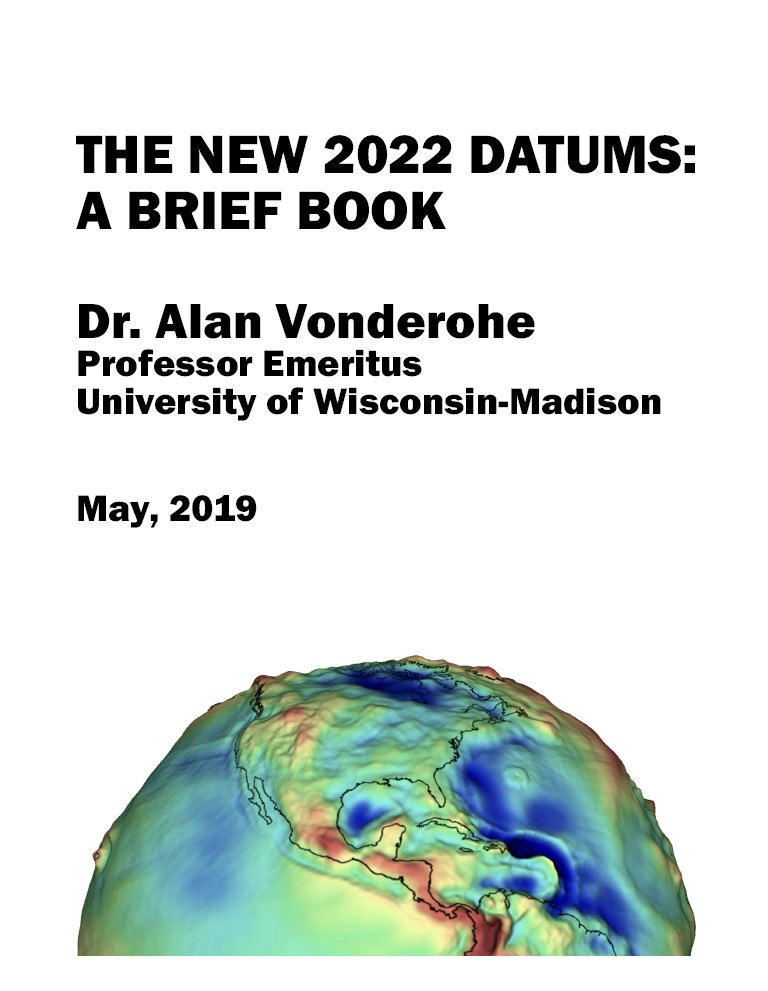 THE NEW 2022 DATUMS:
A BRIEF BOOK
Dr. Alan Vonderohe
Professor Emeritus
University of Wisconsin-Madison
May, 2019